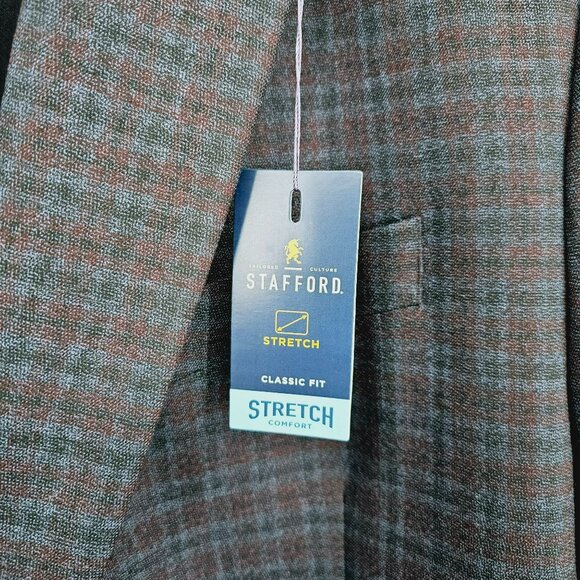 TAILORED CULTURE
STAFFORD.
STRETCH
CLASSIC FIT
STRETCH
COMFORT